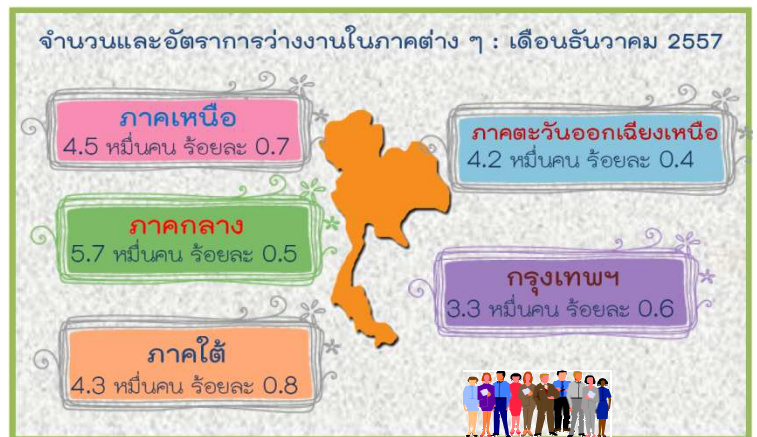 จำนวนและอัตราการว่างงานในภาคต่าง ๆ : เดือนธันวาคม 2557
ภาคเหนือ
4.5 หมื่นคน ร้อยละ 0.7
ภาคตะวันออกเฉียงเหนือ
4.2 หมื่นคน ร้อยละ 0.4
ภาคกลาง
5.7 หมื่นคน ร้อยละ 0.5
กรุงเทพฯ
3.3 หมื่นคน ร้อยละ 0.6
ภาคใต้
4.3 หมื่นคน ร้อยละ 0.8